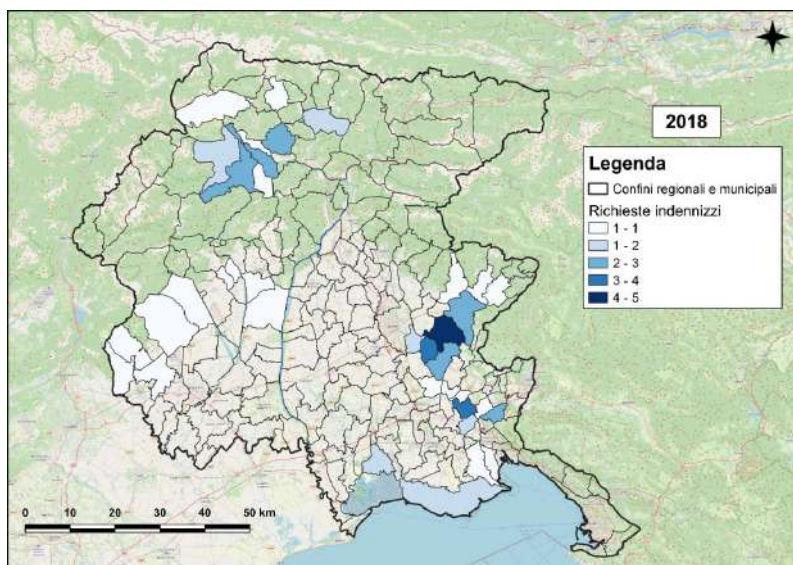 2018
Legenda
Confini regionali e municipali
Richieste indennizzi
1 - 1
1 - 2
2 - 3
3 - 4
4 - 5
0 10 20 30 40 50 km